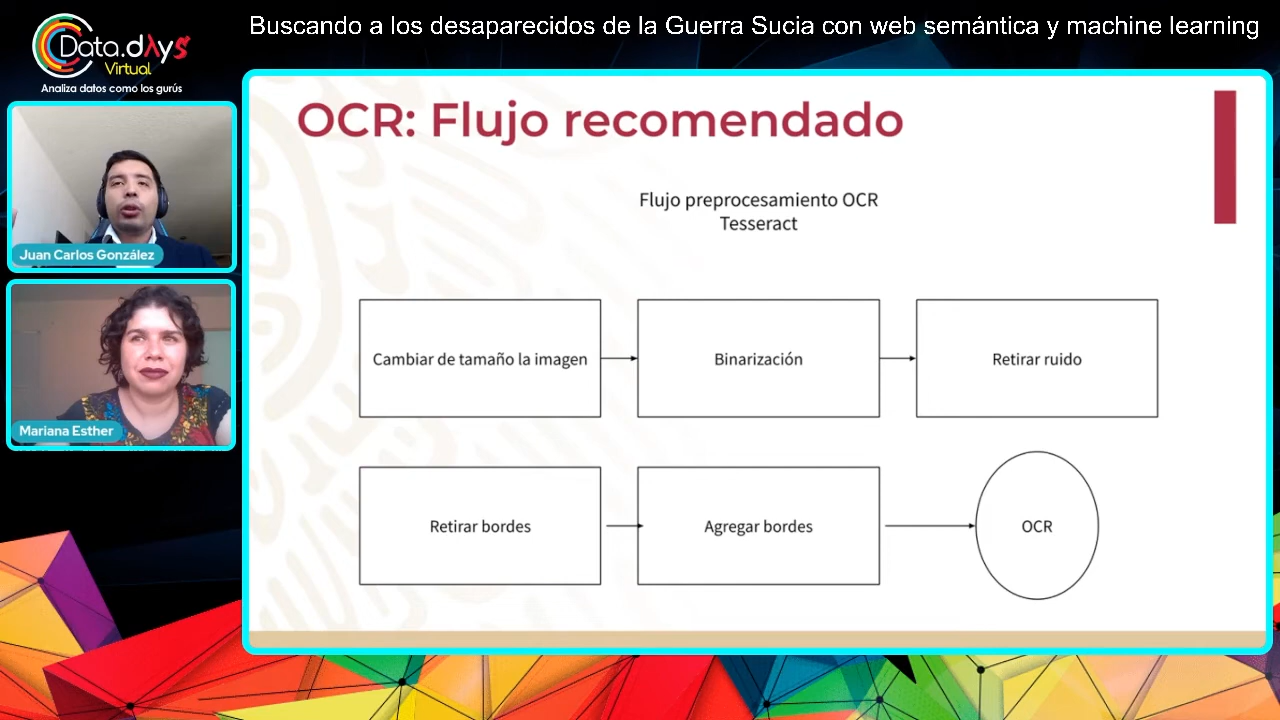 Buscando a los desaparecidos de la Guerra Sucia con web semántica y machine learning
Data.dλys
Virtual
Analiza datos como los gurús
Juan Carlos González
Mariana Esther
OCR: Flujo recomendado
Flujo preprocesamiento OCR
Tesseract
Cambiar de tamaño la imagen
Binarización
Retirar ruido
Retirar bordes
Agregar bordes
OCR